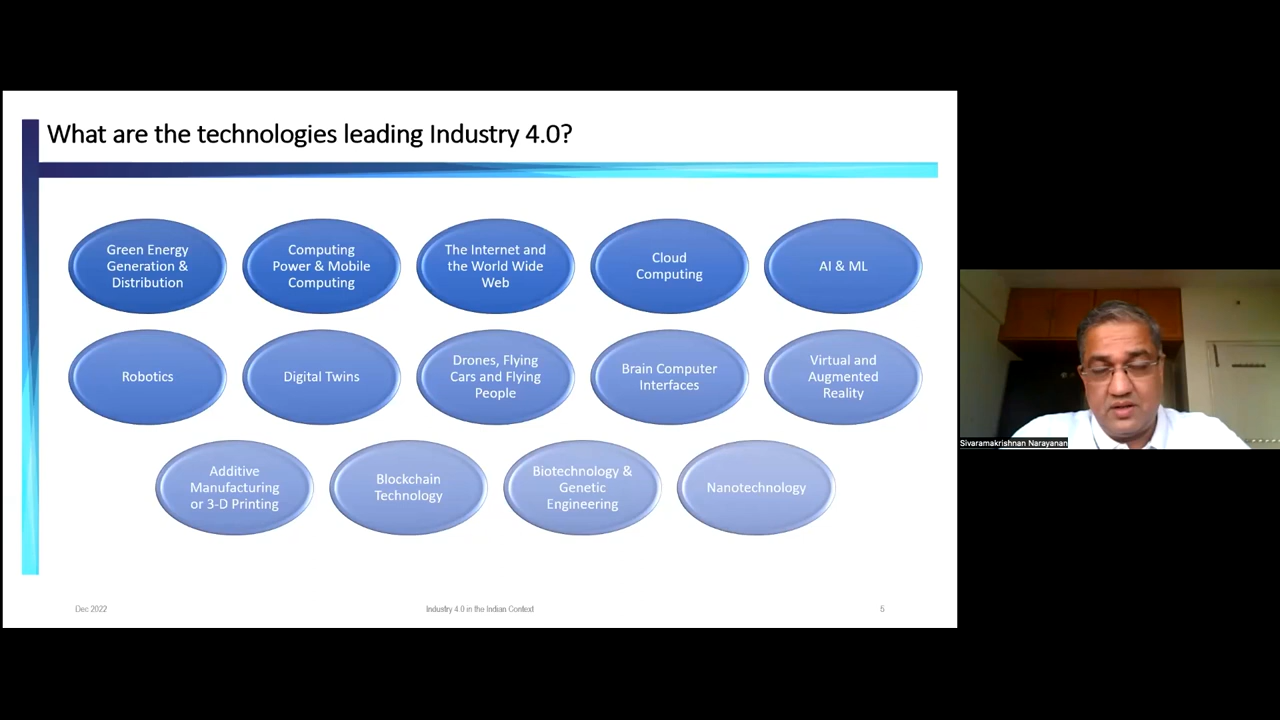 What are the technologies leading Industry 4.0?
Green Energy
Generation &
Distribution
Computing
Power & Mobile
Computing
The Internet and
the World Wide
Web
Cloud
Computing
AI & ML
Robotics
Digital Twins
Drones, Flying
Cars and Flying
People
Brain Computer
Interfaces
Virtual and
Augmented
Reality
Additive
Manufacturing
or 3-D Printing
Blockchain
Technology
Biotechnology &
Genetic
Engineering
Nanotechnology
Dec 2022
Industry 4.0 in the Indian Context
5
Sivaramakrishnan Narayanan